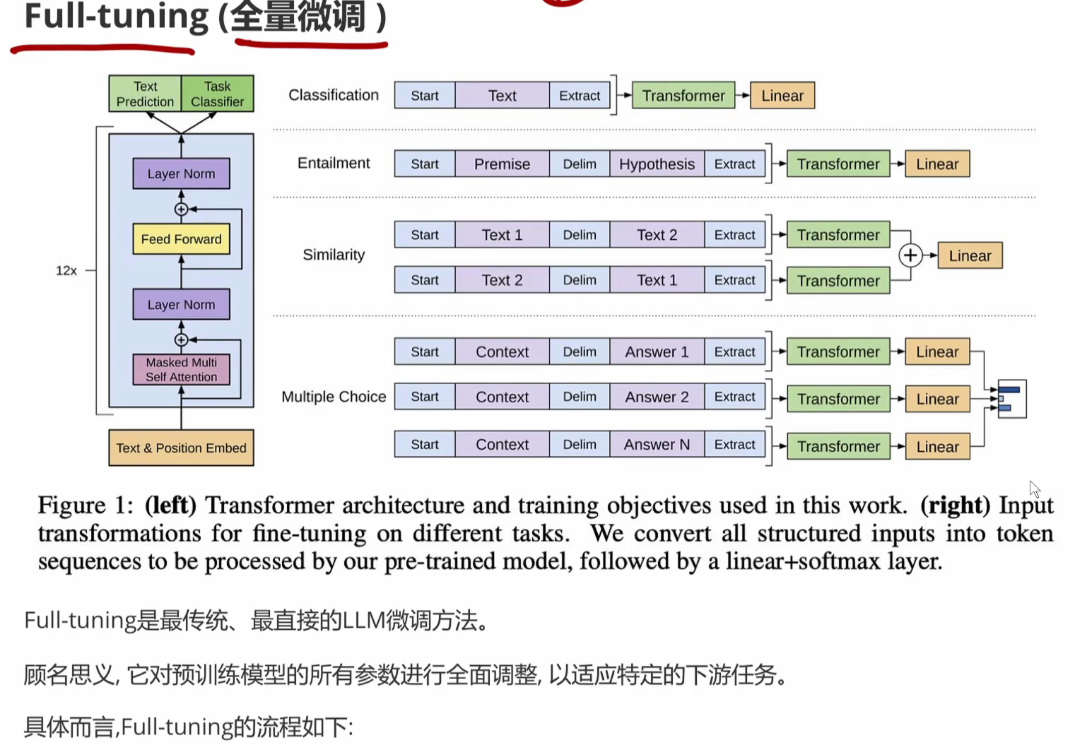 Full-tuning (全量微调 )
Text Prediction
Task Classifier
Layer Norm
Feed Forward
12x
Layer Norm
Masked Multi Self Attention
Text & Position Embed
Classification Start Text Extract Transformer Linear
Entailment Start Premise Delim Hypothesis Extract Transformer Linear
Similarity
Start Text 1 Delim Text 2 Extract Transformer
Start Text 2 Delim Text 1 Extract Transformer
+ Linear
Multiple Choice
Start Context Delim Answer 1 Extract Transformer Linear
Start Context Delim Answer 2 Extract Transformer Linear
Start Context Delim Answer N Extract Transformer Linear
Figure 1: (left) Transformer architecture and training objectives used in this work. (right) Input
transformations for fine-tuning on different tasks. We convert all structured inputs into token
sequences to be processed by our pre-trained model, followed by a linear+softmax layer.
Full-tuning是最传统、最直接的LLM微调方法。
顾名思义, 它对预训练模型的所有参数进行全面调整, 以适应特定的下游任务。
具体而言,Full-tuning的流程如下: